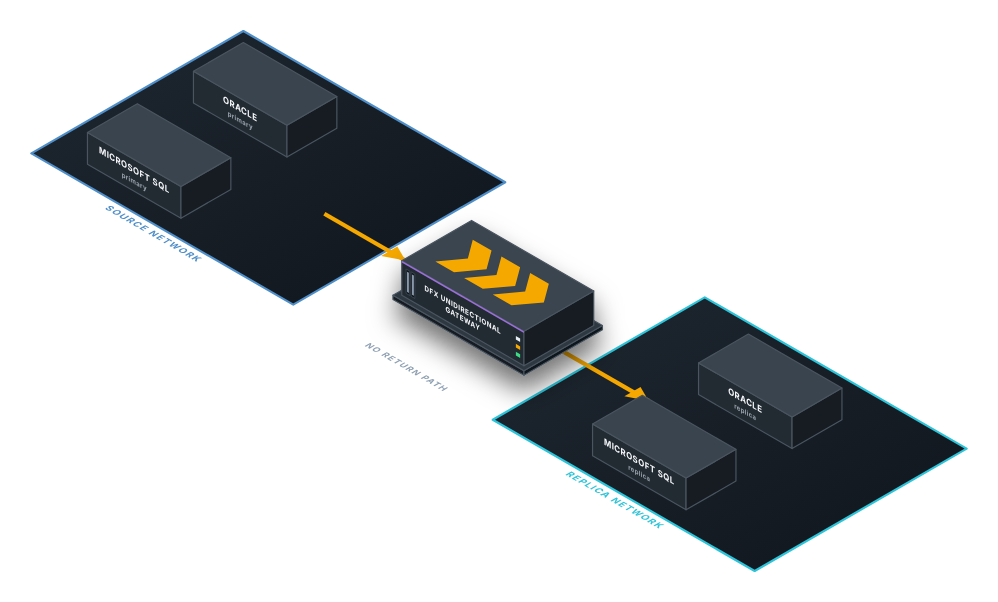 ORACLE
primary
MICROSOFT SQL
primary
SOURCE NETWORK
DFX UNIDIRECTIONAL
GATEWAY
NO RETURN PATH
ORACLE
replica
MICROSOFT SQL
replica
REPLICA NETWORK